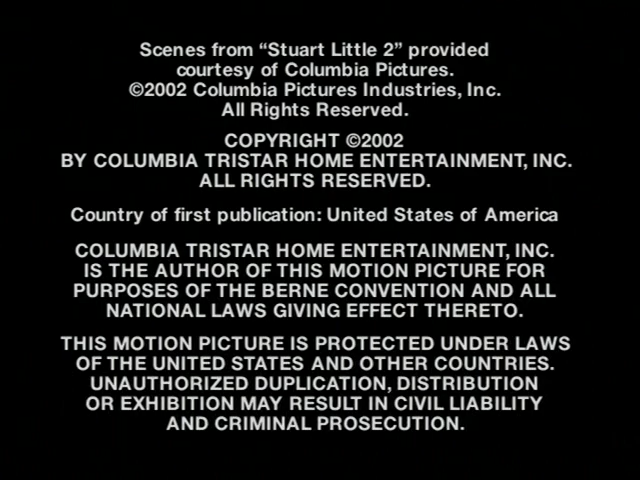 Scenes from “Stuart Little 2” provided
courtesy of Columbia Pictures.
©2002 Columbia Pictures Industries, Inc.
All Rights Reserved.
COPYRIGHT ©2002
BY COLUMBIA TRISTAR HOME ENTERTAINMENT, INC.
ALL RIGHTS RESERVED.
Country of first publication: United States of America
COLUMBIA TRISTAR HOME ENTERTAINMENT, INC.
IS THE AUTHOR OF THIS MOTION PICTURE FOR
PURPOSES OF THE BERNE CONVENTION AND ALL
NATIONAL LAWS GIVING EFFECT THERETO.
THIS MOTION PICTURE IS PROTECTED UNDER LAWS
OF THE UNITED STATES AND OTHER COUNTRIES.
UNAUTHORIZED DUPLICATION, DISTRIBUTION
OR EXHIBITION MAY RESULT IN CIVIL LIABILITY
AND CRIMINAL PROSECUTION.